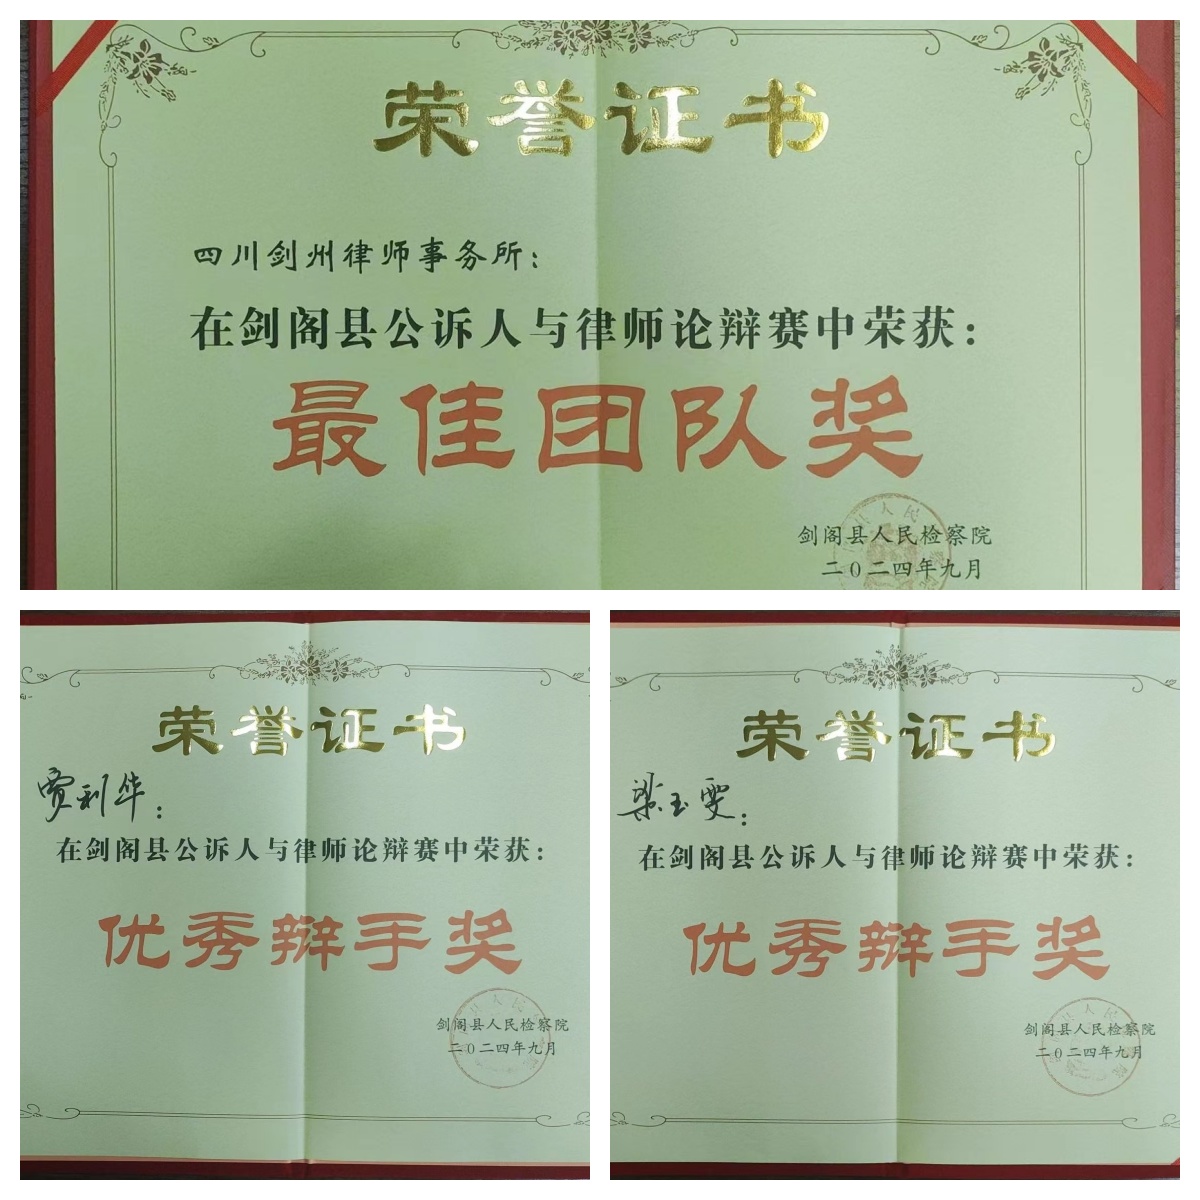 荣誉证书
四川剑州律师事务所：
在剑阁县公诉人与律师论辩赛中荣获：
最佳团队奖
剑阁县人民检察院
二〇二四年九月
荣誉证书
贾利华：
在剑阁县公诉人与律师论辩赛中荣获：
优秀辩手奖
剑阁县人民检察院
二〇二四年九月
荣誉证书
梁玉雯：
在剑阁县公诉人与律师论辩赛中荣获：
优秀辩手奖
剑阁县人民检察院
二〇二四年九月